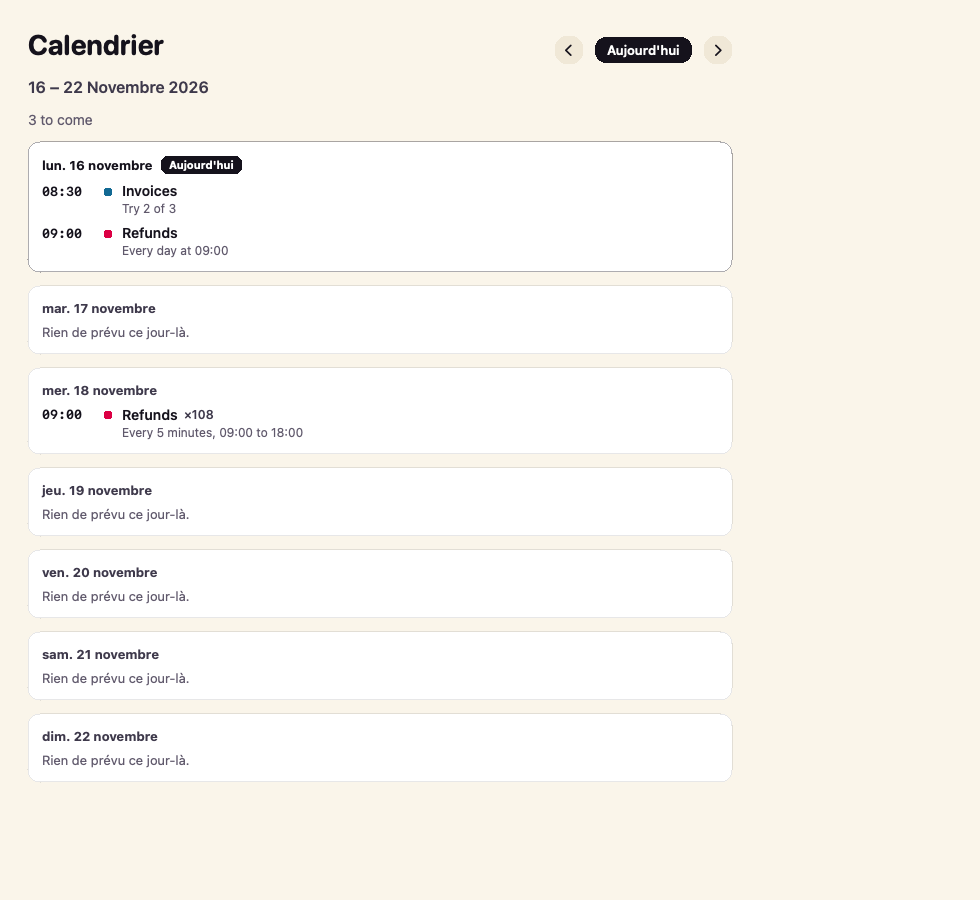 Calendrier
Aujourd'hui
16 – 22 Novembre 2026
3 to come
lun. 16 novembre Aujourd'hui
08:30 Invoices
Try 2 of 3
09:00 Refunds
Every day at 09:00
mar. 17 novembre
Rien de prévu ce jour-là.
mer. 18 novembre
09:00 Refunds ×108
Every 5 minutes, 09:00 to 18:00
jeu. 19 novembre
Rien de prévu ce jour-là.
ven. 20 novembre
Rien de prévu ce jour-là.
sam. 21 novembre
Rien de prévu ce jour-là.
dim. 22 novembre
Rien de prévu ce jour-là.